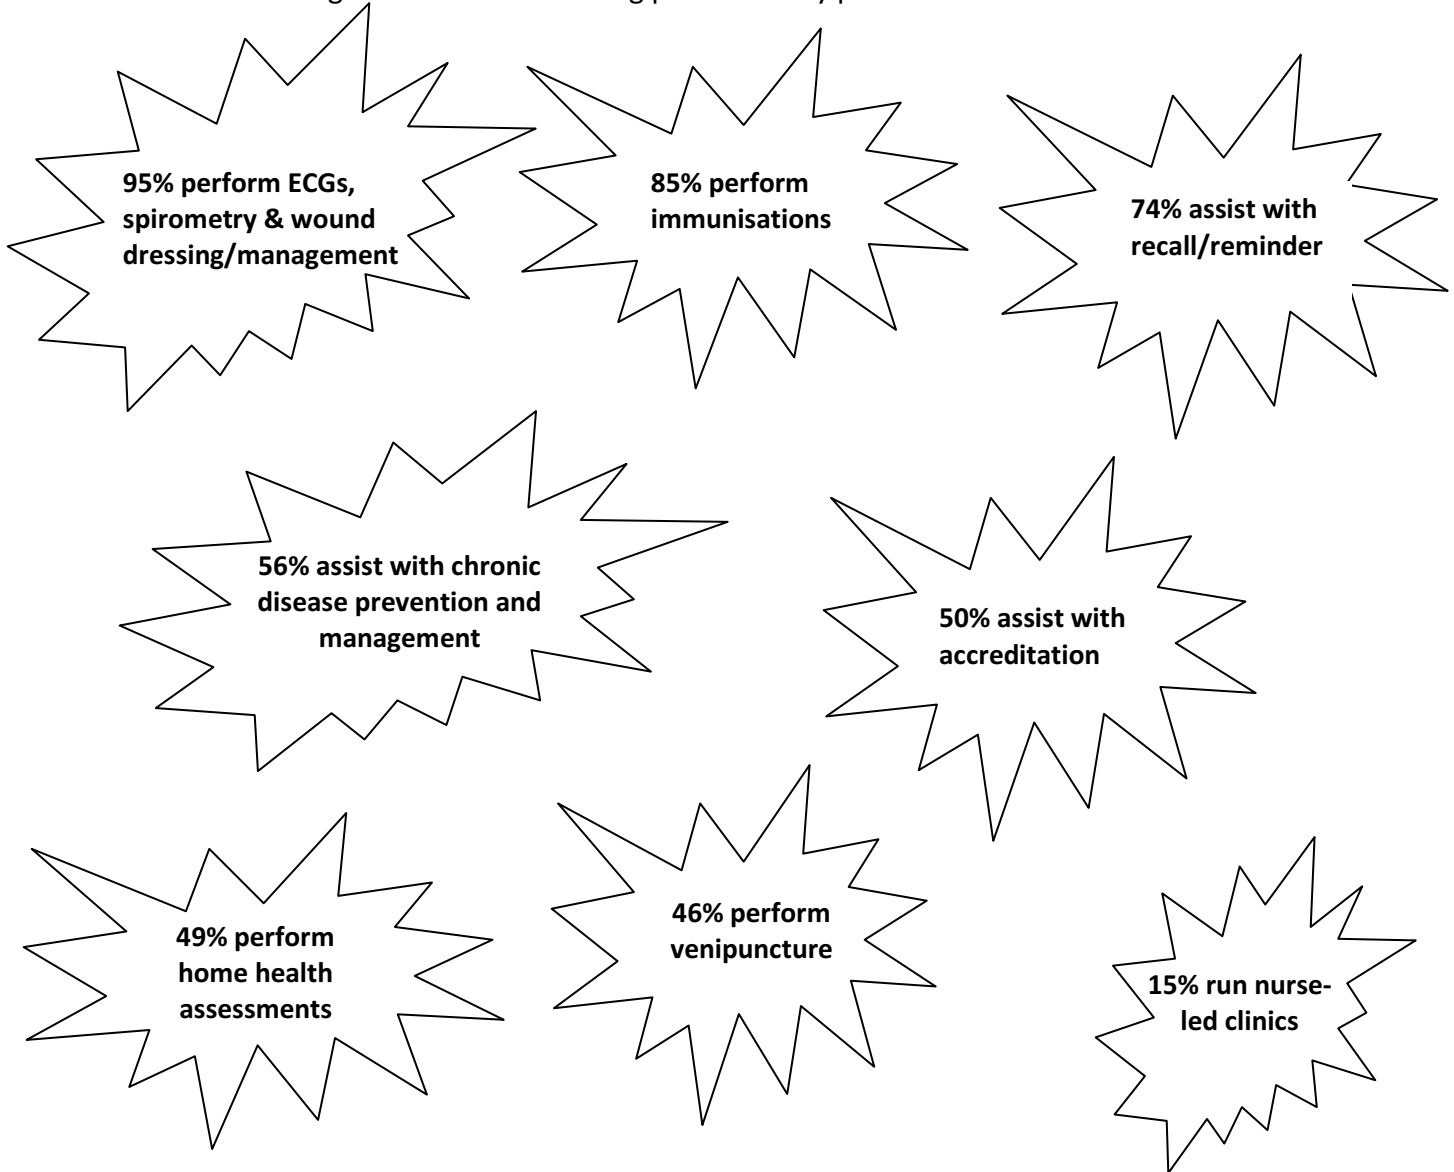 95% perform ECGs,
spirometry & wound
dressing/management
85% perform
immunisations
74% assist with
recall/reminder
56% assist with chronic
disease prevention and
management
50% assist with
accreditation
49% perform
home health
assessments
46% perform
venipuncture
15% run nurse-
led clinics